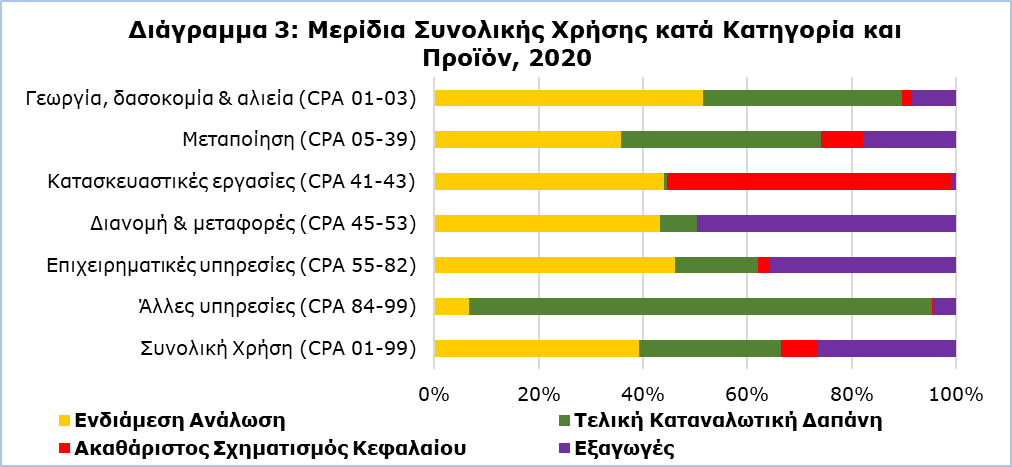 Διάγραμμα 3: Μερίδια Συνολικής Χρήσης κατά Κατηγορία και
Προϊόν, 2020
Γεωργία, δασοκομία & αλιεία (CPA 01-03)
Μεταποίηση (CPA 05-39)
Κατασκευαστικές εργασίες (CPA 41-43)
Διανομή & μεταφορές (CPA 45-53)
Επιχειρηματικές υπηρεσίες (CPA 55-82)
Άλλες υπηρεσίες (CPA 84-99)
Συνολική Χρήση (CPA 01-99)
0% 20% 40% 60% 80% 100%
Ενδιάμεση Ανάλωση Τελική Καταναλωτική Δαπάνη
Ακαθάριστος Σχηματισμός Κεφαλαίου Εξαγωγές